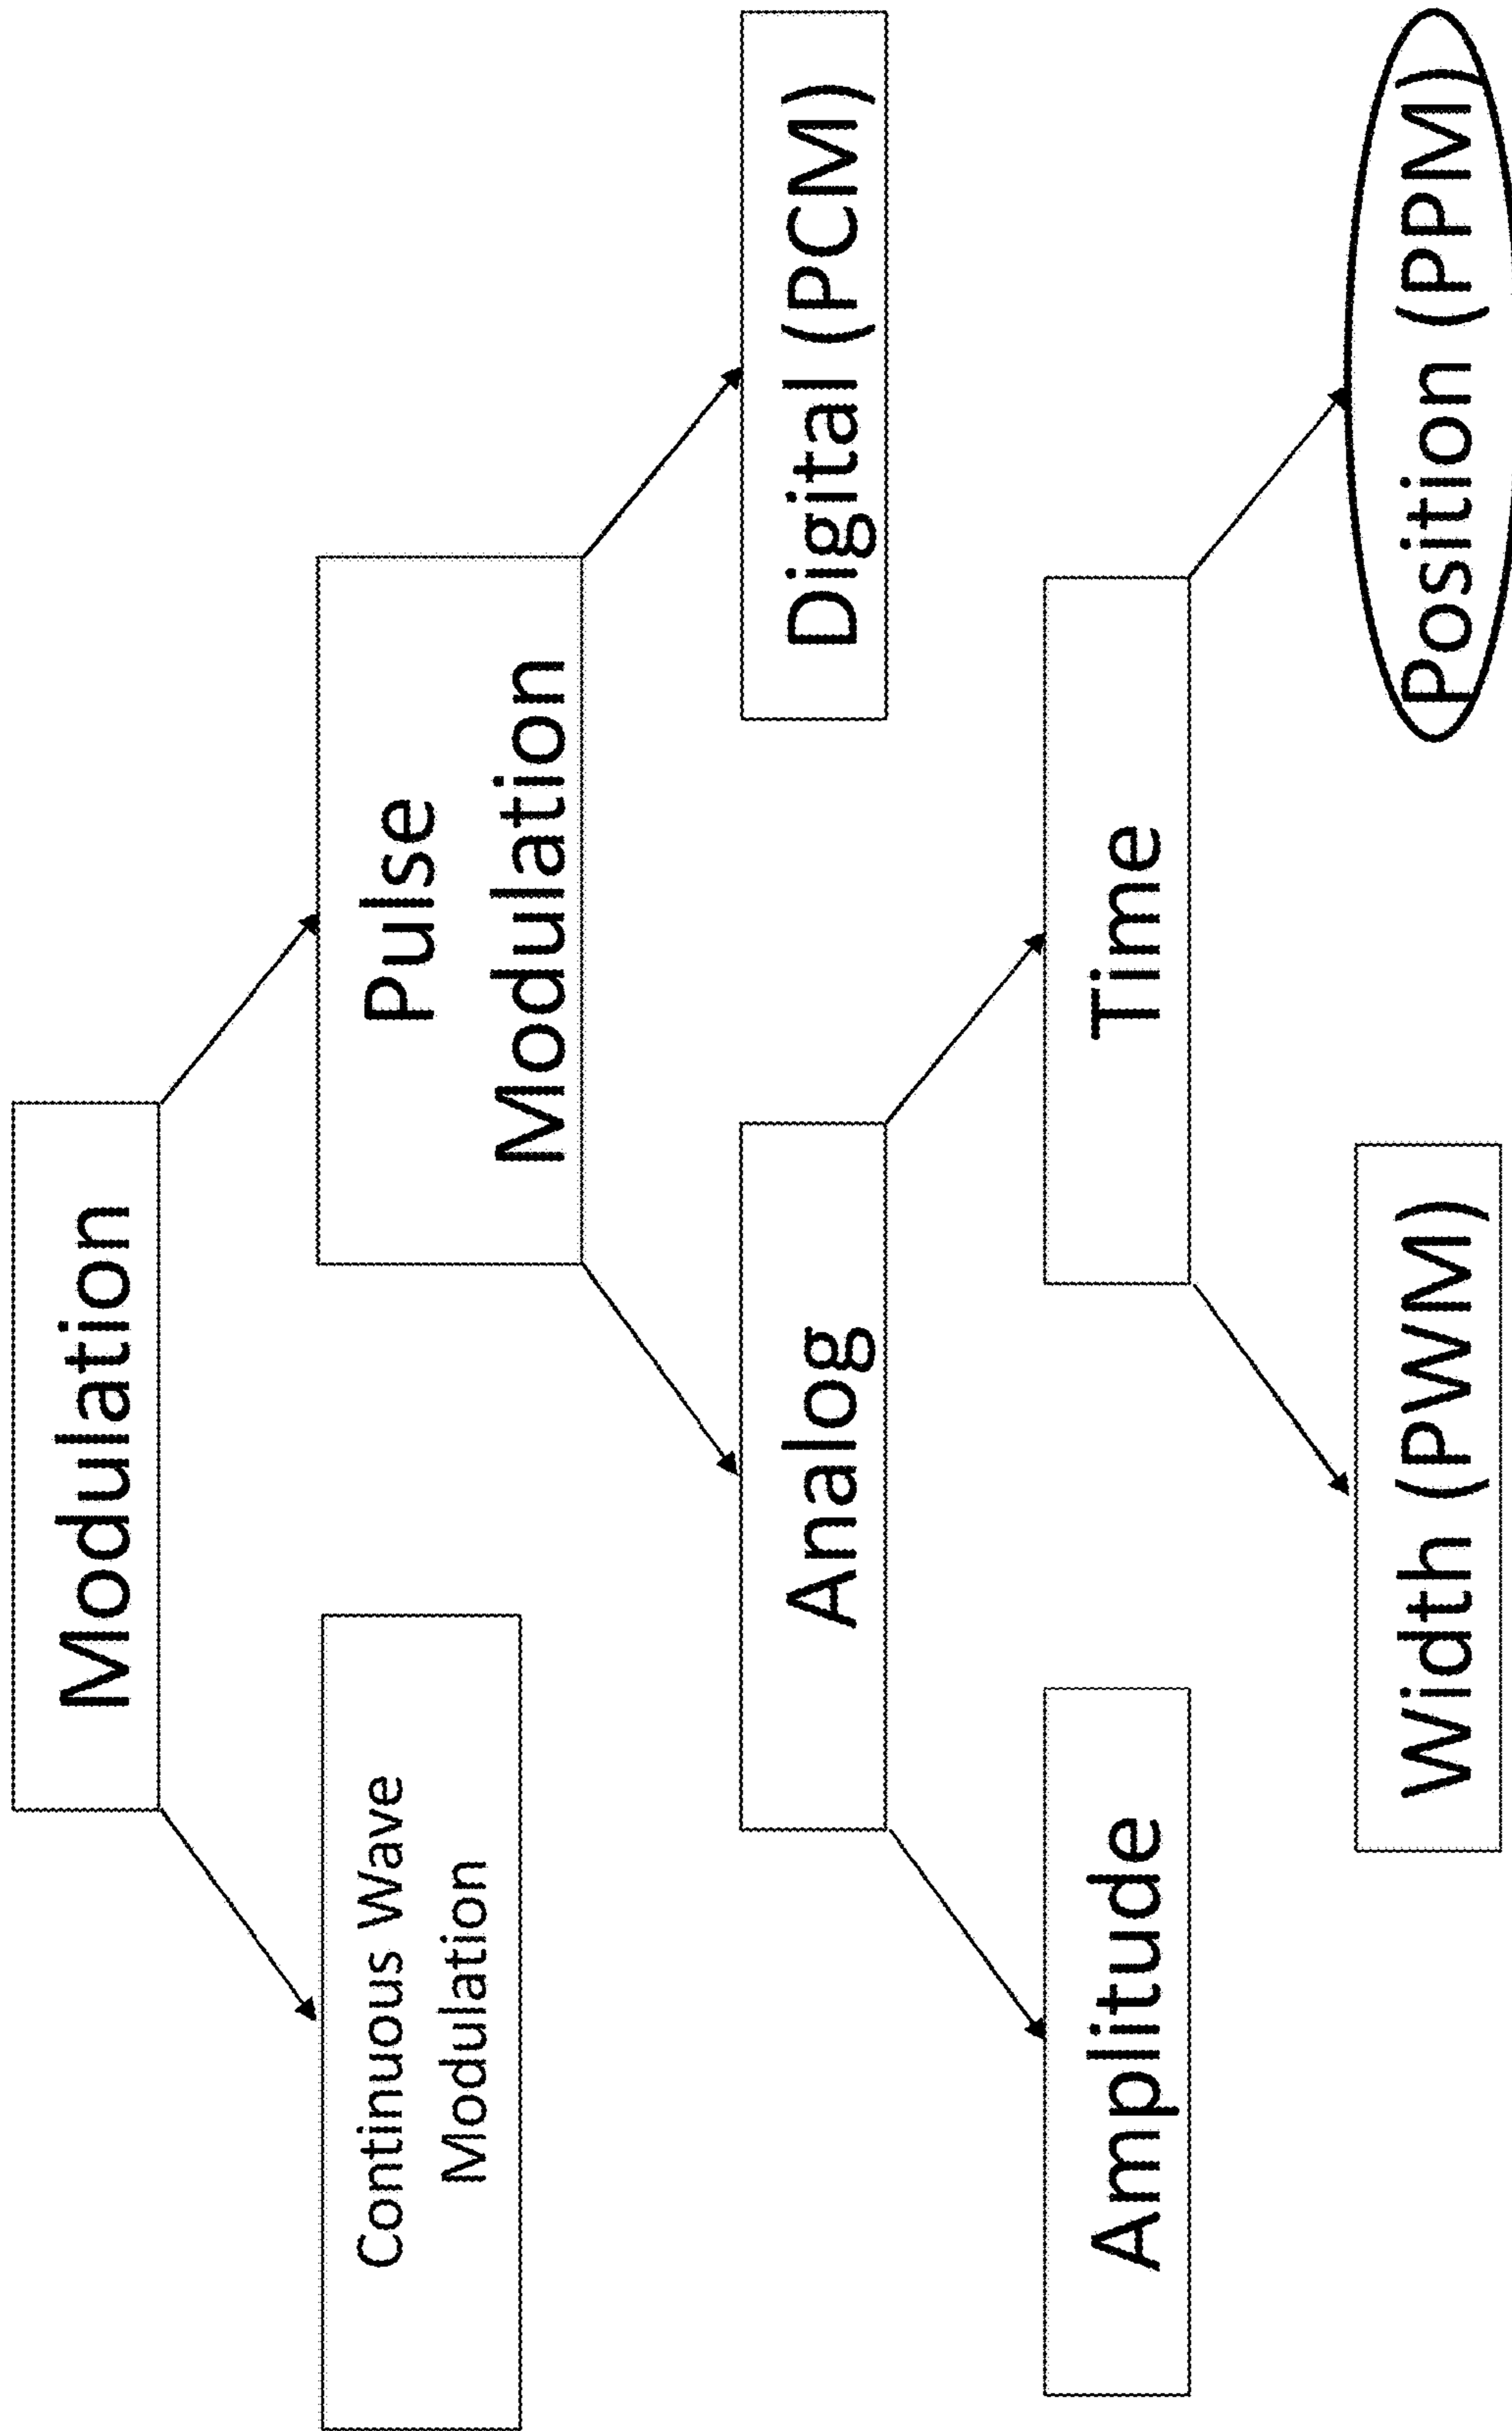 Modulation
Continuous Wave
Modulation
Pulse
Modulation
Analog
Digital (PCM)
Amplitude
Time
Width (PWM)
Position (PPM)